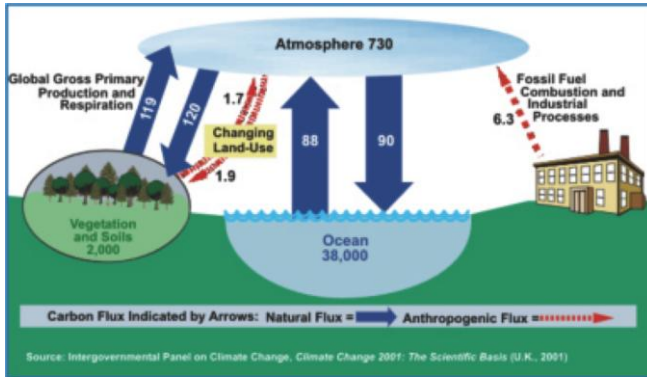 Atmosphere 730
Global Gross Primary
Production and
Respiration
119
120
1.7
Changing
Land-Use
1.9
88
90
Fossil Fuel
Combustion and
Industrial
Processes
6.3
Vegetation
and Soils
2,000
Ocean
38,000
Carbon Flux Indicated by Arrows: Natural Flux = Anthropogenic Flux =
Source: Intergovernmental Panel on Climate Change, Climate Change 2001: The Scientific Basis (U.K., 2001)